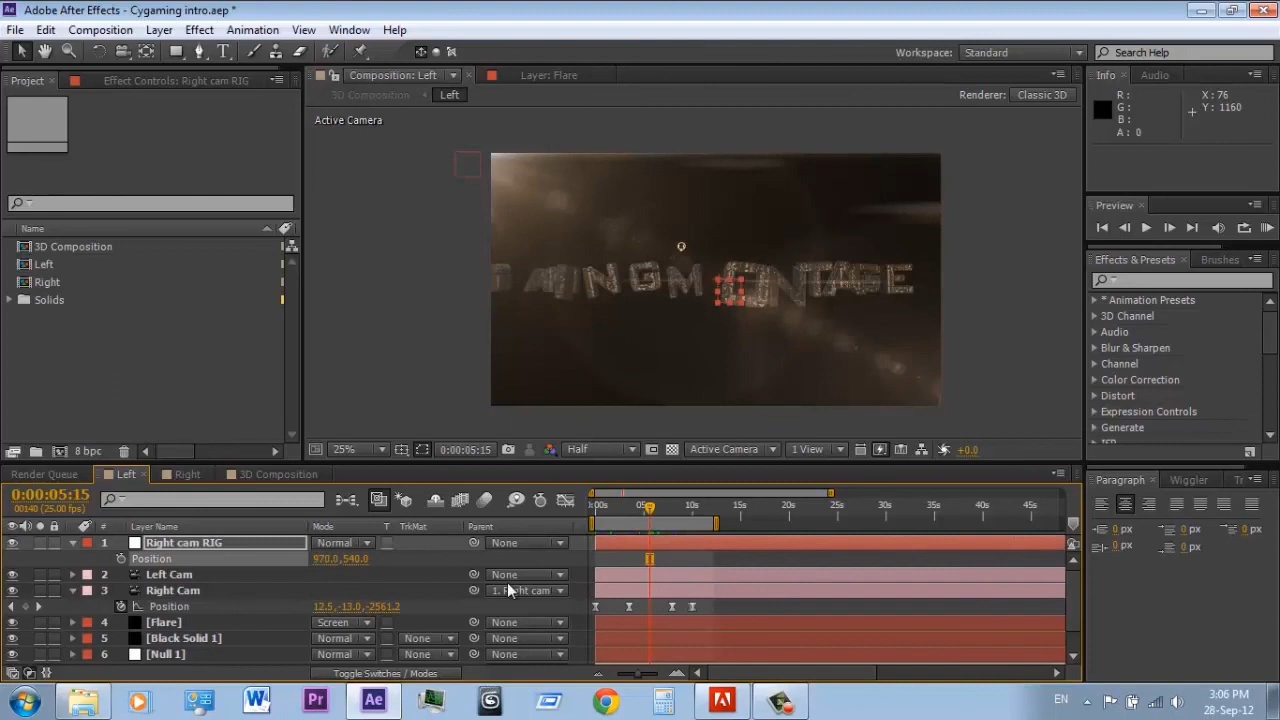 Adobe After Effects - Cygaming intro.aep *
File Edit Composition Layer Effect Animation View Window Help
Workspace: Standard Search Help
Project Effect Controls: Right cam RIG
Composition: Left Layer: Flare
Info Audio
3D Composition Left
Renderer: Classic 3D
Active Camera
R: X: 76
G: Y: 1160
B:
A: 0
GAMING MONTAGE
Preview
Name
3D Composition
Left
Right
Solids
Effects & Presets Brushes
* Animation Presets
3D Channel
Audio
Blur & Sharpen
Channel
Color Correction
Distort
Expression Controls
Generate
8 bpc
25% 0:00:05:15 Half Active Camera 1 View +0.0
Render Queue Left Right 3D Composition
Paragraph Wiggler
0:00:05:15
00140 (25.00 fps)
10s 15s 20s 25s 30s 35s 40s 45s
# Layer Name Mode T TrkMat Parent
1 Right cam RIG Normal None
Position 970.0,540.0
2 Left Cam None
3 Right Cam 1. Right cam
Position 12.5,-13.0,-2561.2
4 [Flare] Screen None
5 [Black Solid 1] Normal None None
6 [Null 1] Normal None None
Toggle Switches / Modes
0 px 0 px 0 px
0 px 0 px
W Pr Ae
EN
3:06 PM
28-Sep-12